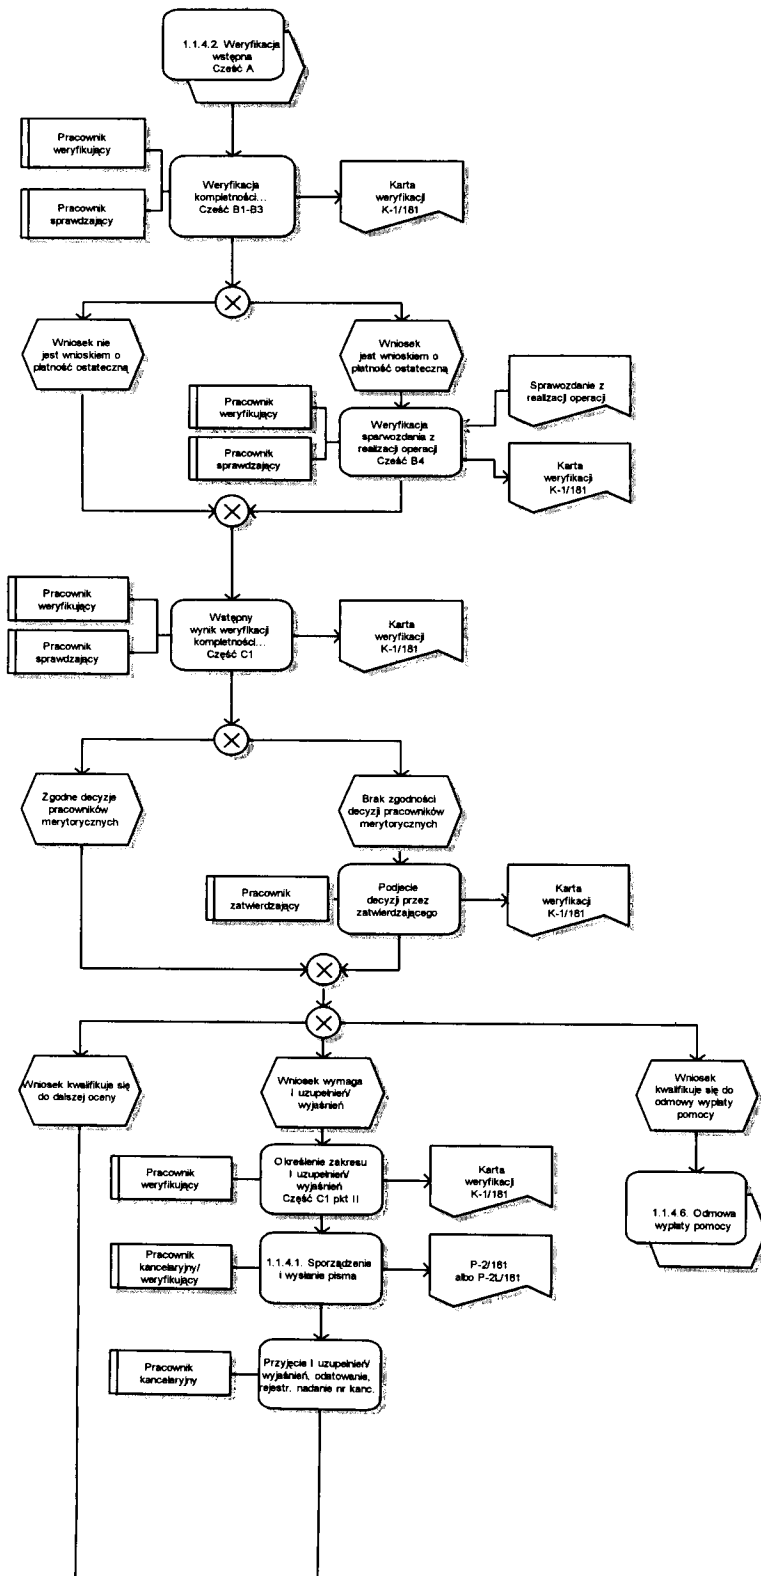 1.1.4.2. Weryfikacja
wstępna
Cześć A
Pracownik
weryfikujący
Pracownik
sprawdzający
Weryfikacja
kompletności...
Cześć B1-B3
Karta
weryfikacji
K-1/181
Wniosek nie
jest wnioskiem o
płatność ostateczną
Wniosek
jest wnioskiem o
płatność ostateczną
Pracownik
weryfikujący
Pracownik
sprawdzający
Weryfikacja
sparwozdania z
realizacji operacji
Cześć B4
Sprawozdanie z
realizacji operacji
Karta
weryfikacji
K-1/181
Pracownik
weryfikujący
Pracownik
sprawdzający
Wstępny
wynik weryfikacji
kompletności...
Część C1
Karta
weryfikacji
K-1/181
Zgodne decyzje
pracowników
merytorycznych
Brak zgodności
decyzji pracowników
merytorycznych
Pracownik
zatwierdzający
Podjecie
decyzji przez
zatwierdzającego
Karta
weryfikacji
K-1/181
Wniosek kwalifikuje się
do dalszej oceny
Wniosek wymaga
I uzupełnień/
wyjaśnień
Wniosek
kwalifikuje się do
odmowy wypłaty
pomocy
Pracownik
weryfikujący
Określenie zakresu
I uzupełnień/
wyjaśnień
Część C1 pkt II
Karta
weryfikacji
K-1/181
1.1.4.6. Odmowa
wypłaty pomocy
Pracownik
kancelaryjny/
weryfikujący
1.1.4.1. Sporządzenie
i wysłanie pisma
P-2/181
albo P-2L/181
Pracownik
kancelaryjny
Przyjęcie I uzupełnień/
wyjaśnień, odatowanie,
rejestr. nadanie nr kanc.